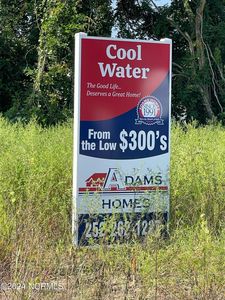 Cool
Water
The Good Life...
Deserves a Great Home!
From
the Low $300's
ADAMS
HOMES
© 2024 NCRMLS